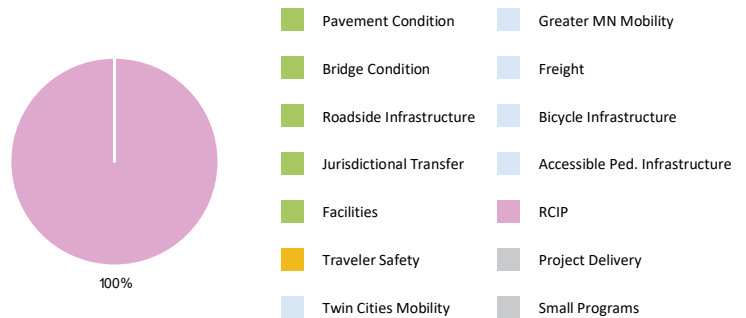 100%
Pavement Condition
Bridge Condition
Roadside Infrastructure
Jurisdictional Transfer
Facilities
Traveler Safety
Twin Cities Mobility
Greater MN Mobility
Freight
Bicycle Infrastructure
Accessible Ped. Infrastructure
RCIP
Project Delivery
Small Programs